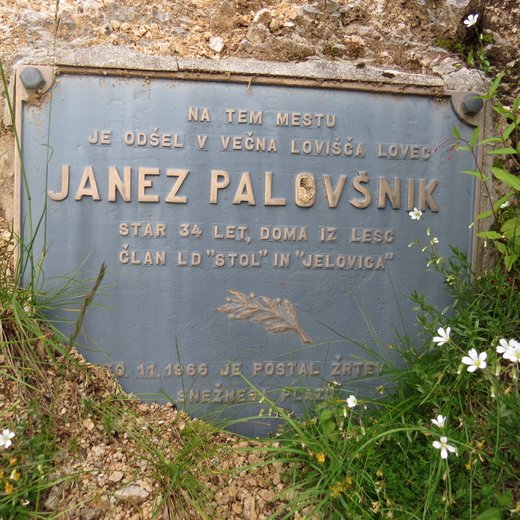 NA TEM MESTU
JE ODŠEL V VEČNA LOVIŠČA LOVEC
JANEZ PALOVŠNIK
STAR 34 LET, DOMA IZ LESC
ČLAN LD "STOL" IN "JELOVICA"
11. 1966 JE POSTAL ŽRTEV
SNEŽNEGA PLAZU